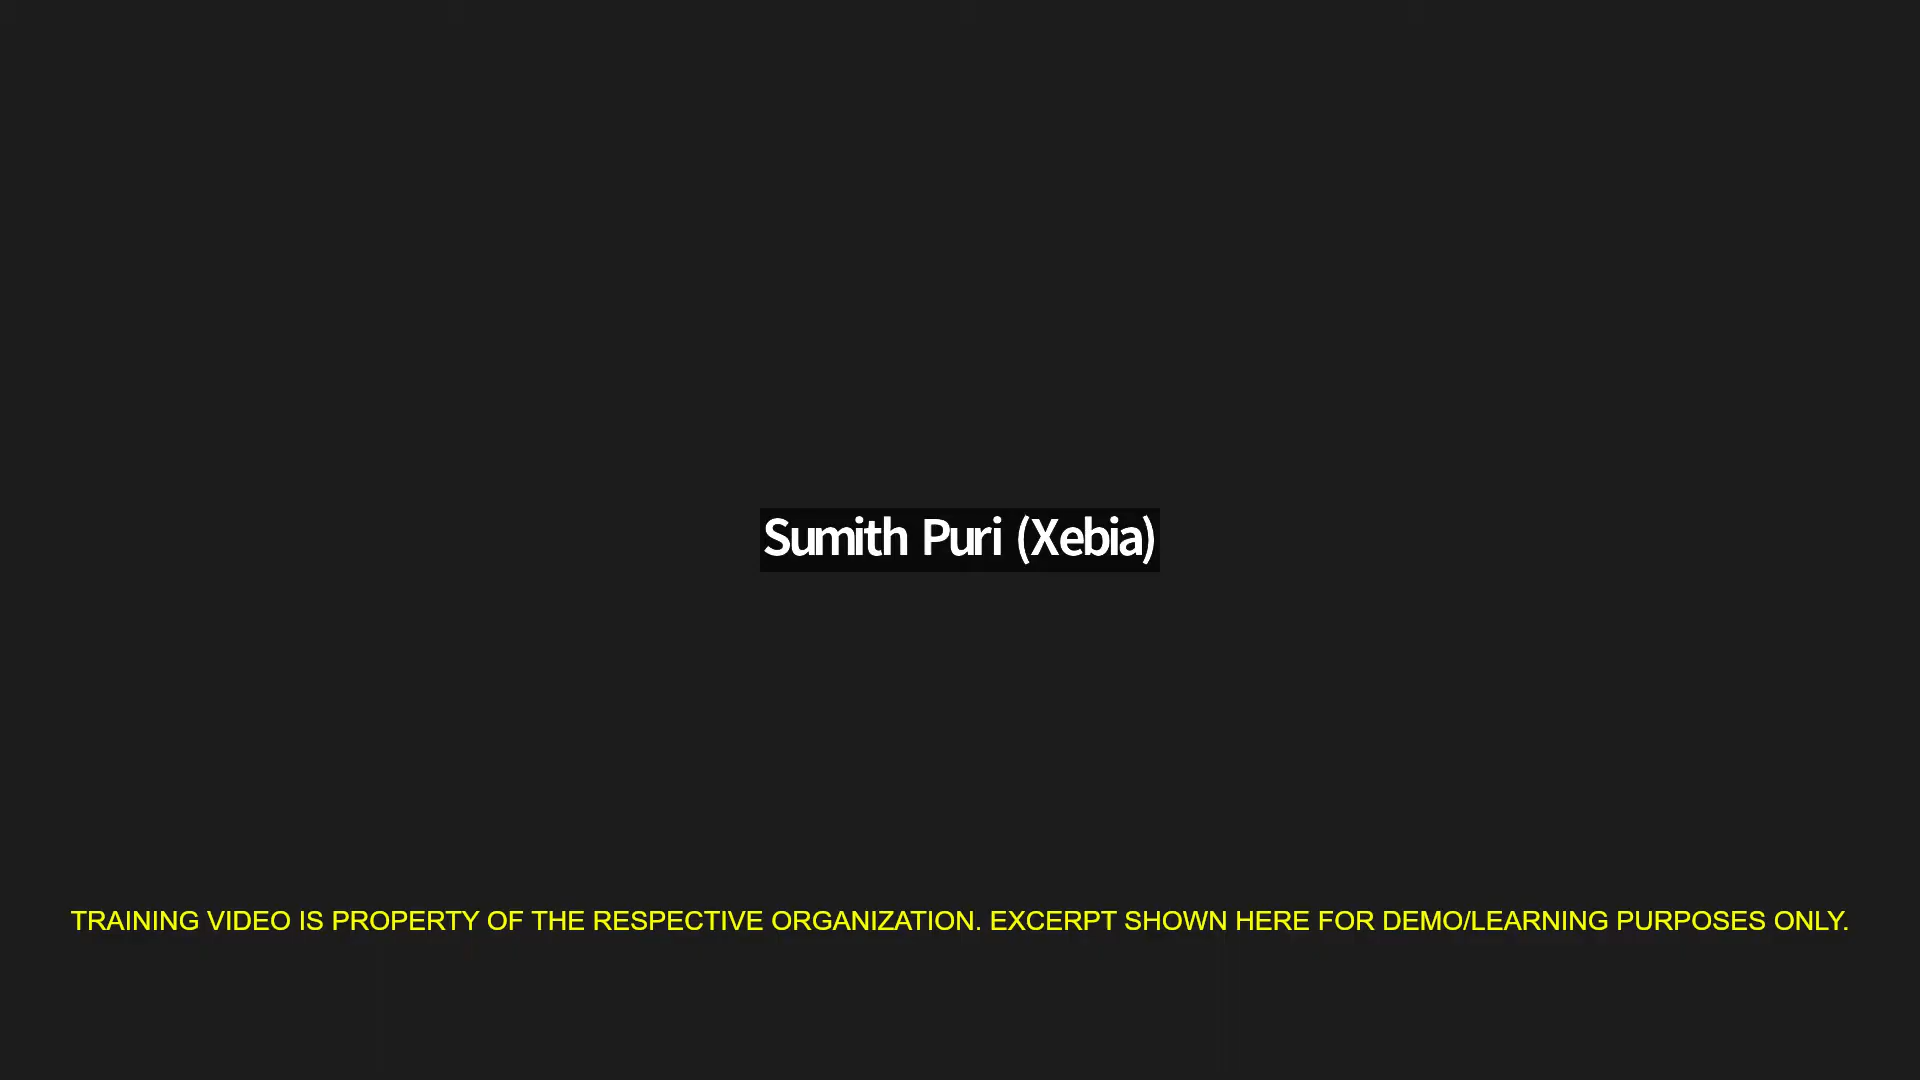 Sumith Puri (Xebia)
TRAINING VIDEO IS PROPERTY OF THE RESPECTIVE ORGANIZATION. EXCERPT SHOWN HERE FOR DEMO/LEARNING PURPOSES ONLY.